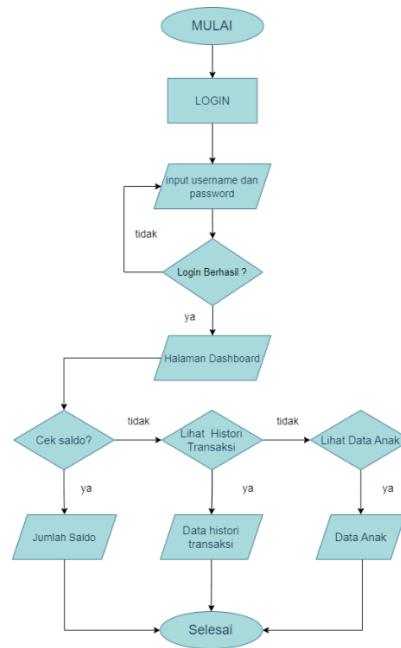 MULAI
LOGIN
input username dan
password
tidak
Login Berhasil ?
ya
Halaman Dashboard
Cek saldo?
tidak
Lihat Histori
Transaksi
tidak
Lihat Data Anak
ya
ya
ya
Jumlah Saldo
Data histori
transaksi
Data Anak
Selesai